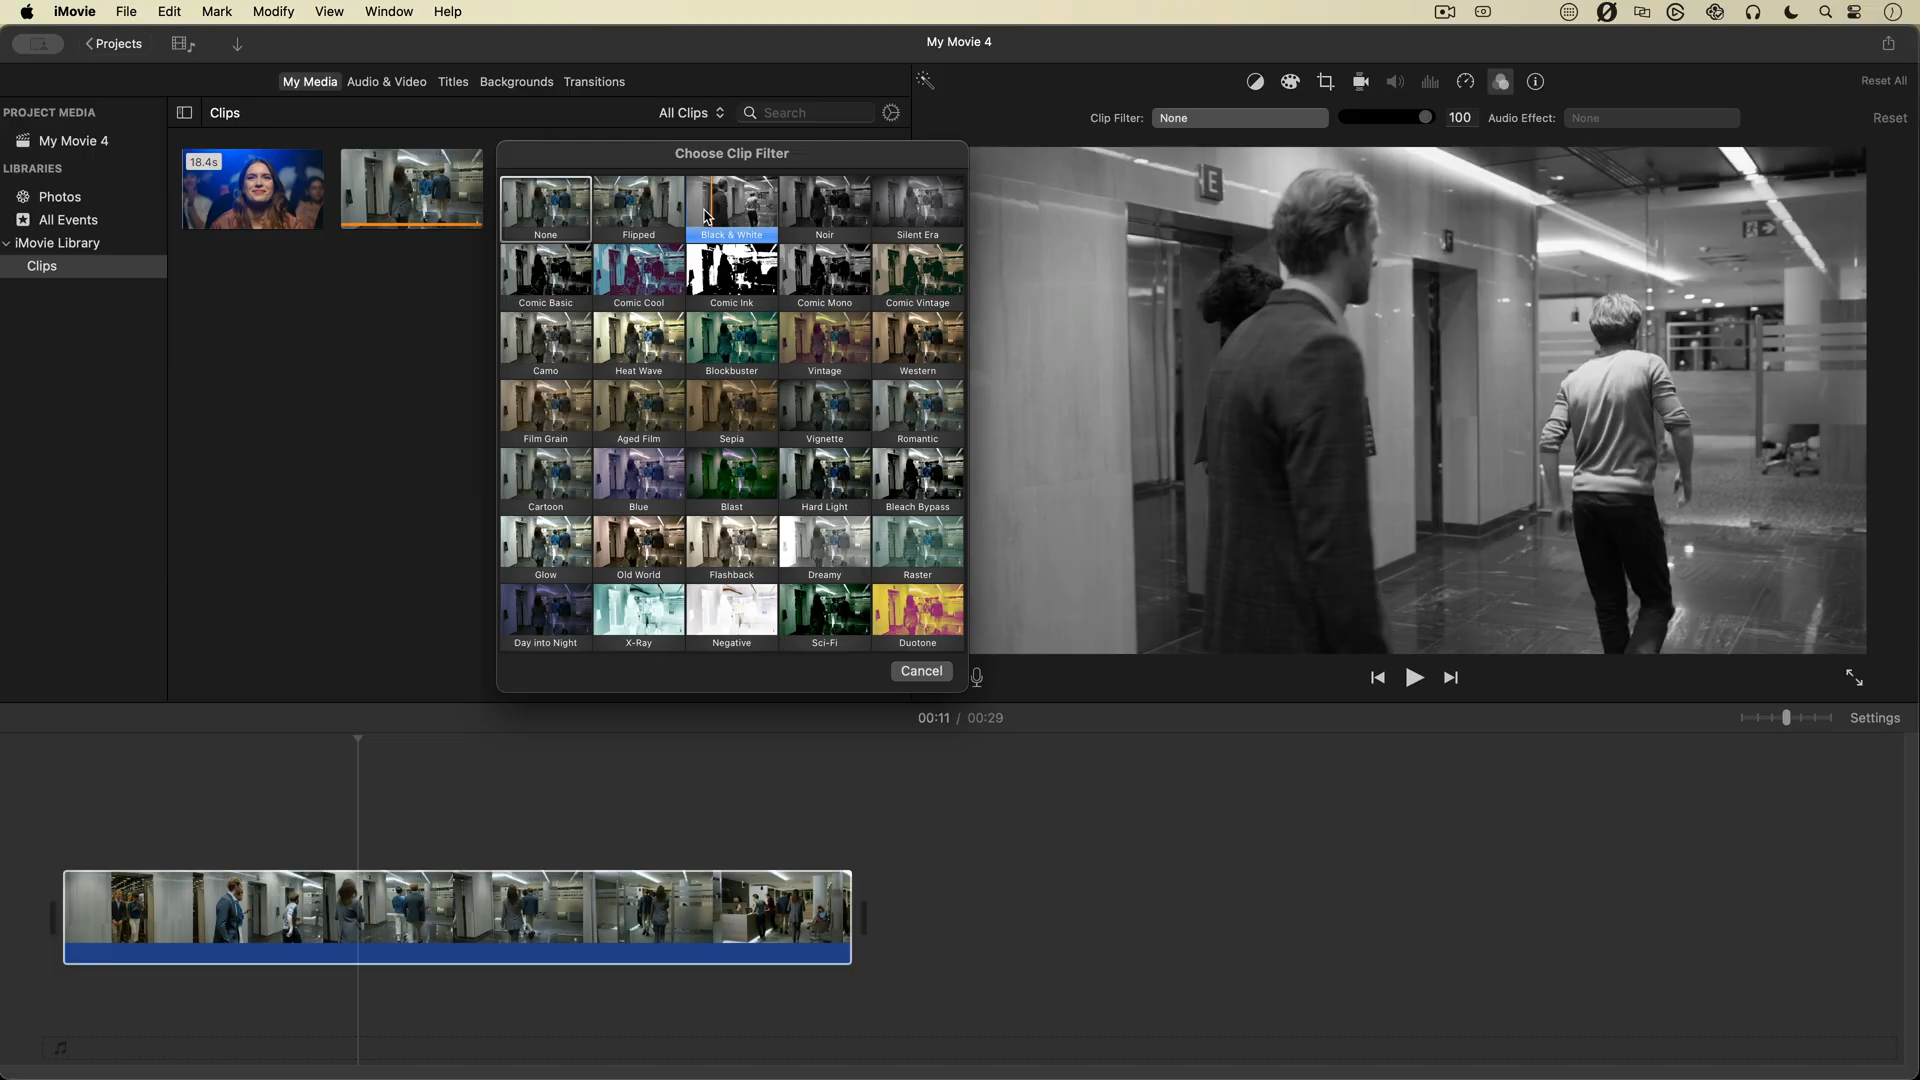 iMovie File Edit Mark Modify View Window Help
Projects
My Movie 4
My Media Audio & Video Titles Backgrounds Transitions
Reset All
PROJECT MEDIA
Clips
All Clips
Search
Clip Filter: None
100
Audio Effect: None
Reset
My Movie 4
LIBRARIES
Photos
All Events
iMovie Library
Clips
18.4s
Choose Clip Filter
None Flipped Black & White Noir Silent Era
Comic Basic Comic Cool Comic Ink Comic Mono Comic Vintage
Camo Heat Wave Blockbuster Vintage Western
Film Grain Aged Film Sepia Vignette Romantic
Cartoon Blue Blast Hard Light Bleach Bypass
Glow Old World Flashback Dreamy Raster
Day into Night X-Ray Negative Sci-Fi Duotone
Cancel
E
00:11 / 00:29
Settings